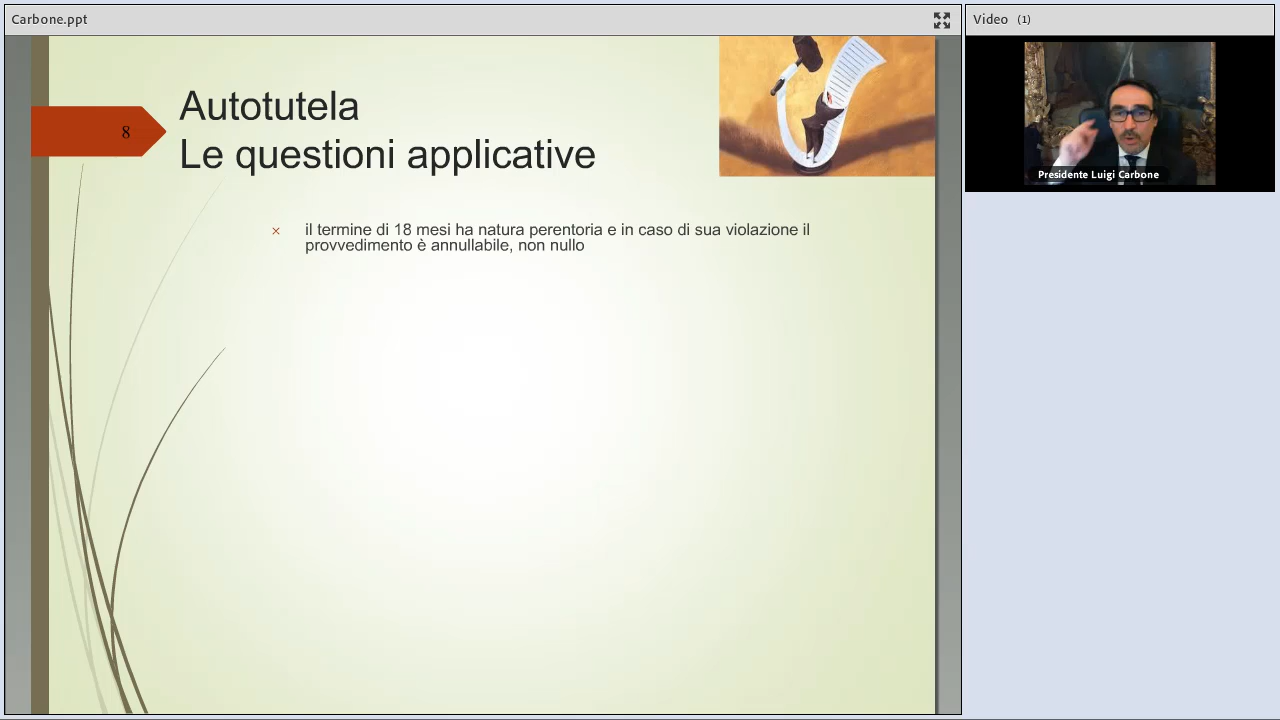 Carbone.ppt
Video (1)
8
Autotutela
Le questioni applicative
il termine di 18 mesi ha natura perentoria e in caso di sua violazione il
provvedimento è annullabile, non nullo
Presidente Luigi Carbone